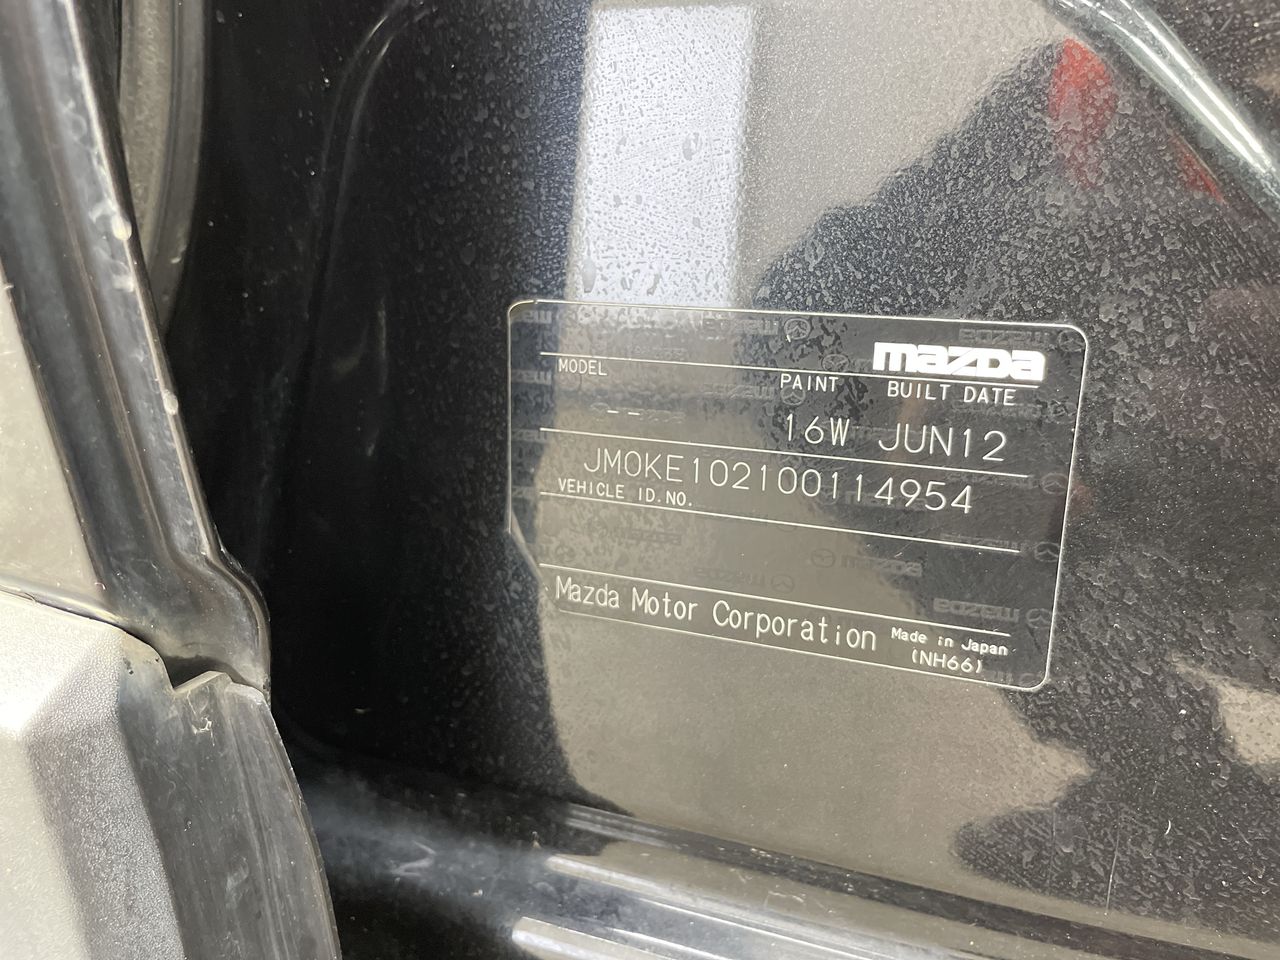 mazda
MODEL PAINT BUILT DATE
-- 16W JUN12
JM0KE102100114954
VEHICLE ID.NO.
Mazda Motor Corporation Made in Japan
(NH66)